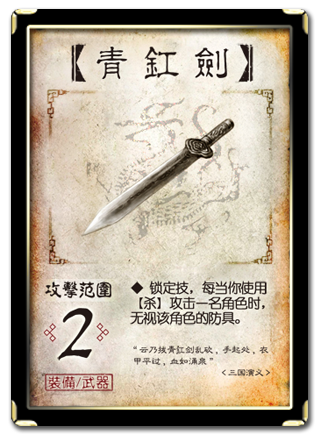 【青釭劍】
攻擊范圍
2
◆ 锁定技，每当你使用
【杀】攻击一名角色时，
无视该角色的防具。
“云乃拔青釭劍乱砍，手起处，衣
甲平过，血如涌泉”
＜三国演义＞
装備/武器